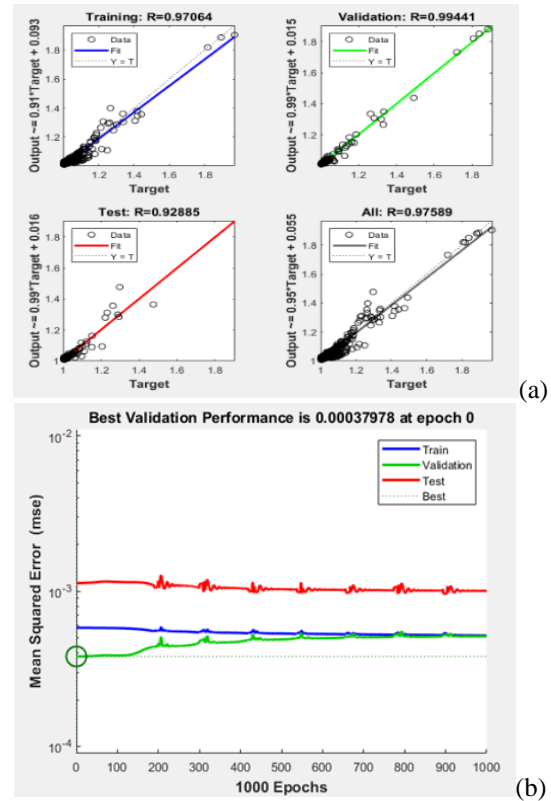 Training: R=0.97064
Output ~= 0.91*Target + 0.093
1.8
1.6
1.4
1.2
1
Data
Fit
Y = T
1.2
1.4
1.6
1.8
Target
Validation: R=0.99441
Output ~= 0.99*Target + 0.015
1.8
1.6
1.4
1.2
Data
Fit
Y = T
1.2
1.4
1.6
1.8
Target
Test: R=0.92885
Output ~= 0.99*Target + 0.016
1.8
1.6
1.4
1.2
1
Data
Fit
Y = T
1
1.2
1.4
1.6
1.8
Target
All: R=0.97589
Output ~= 0.95*Target + 0.055
1.8
1.6
1.4
1.2
1
Data
Fit
Y = T
1.2
1.4
1.6
1.8
Target
(a)
Best Validation Performance is 0.00037978 at epoch 0
Mean Squared Error (mse)
10-2
10-3
10-4
Train
Validation
Test
Best
0 100 200 300 400 500 600 700 800 900 1000
1000 Epochs
(b)